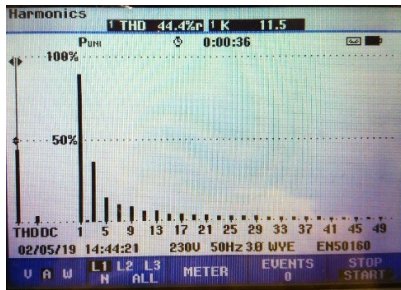 Harmonics
1 THD 44.4%r 1 K 11.5
PUNI 0:00:36
100%
50%
THDDC 1 5 9 13 17 21 25 29 33 37 41 45 49
02/05/19 14:44:21 230V 50Hz 3Ø WYE EN50160
V A W L1 L2 L3 N ALL METER EVENTS 0 STOP START